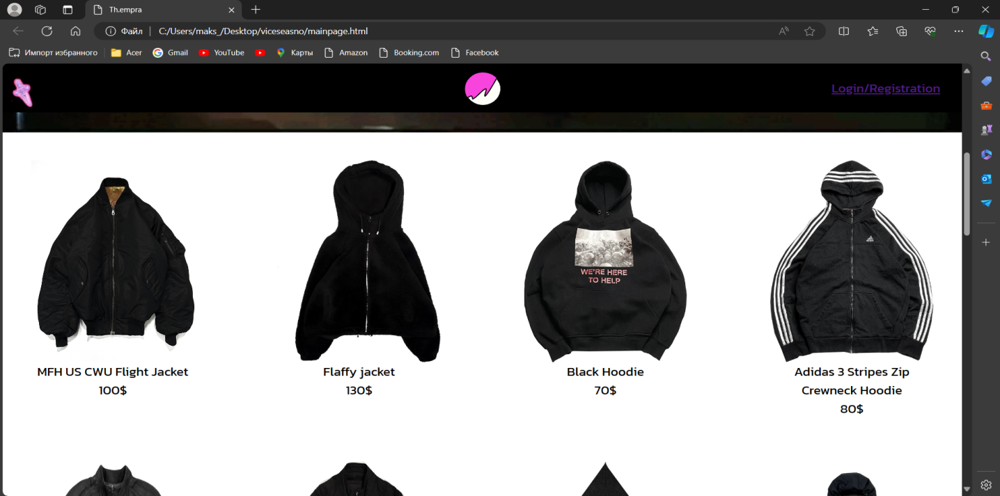 Th.empra
Файл
C:/Users/maks_/Desktop/viceseasno/mainpage.html
Импорт избранного
Acer
Gmail
YouTube
Карты
Amazon
Booking.com
Facebook
Login/Registration
WE'RE HERE
TO HELP
MFH US CWU Flight Jacket
100$
Flaffy jacket
130$
Black Hoodie
70$
Adidas 3 Stripes Zip
Crewneck Hoodie
80$